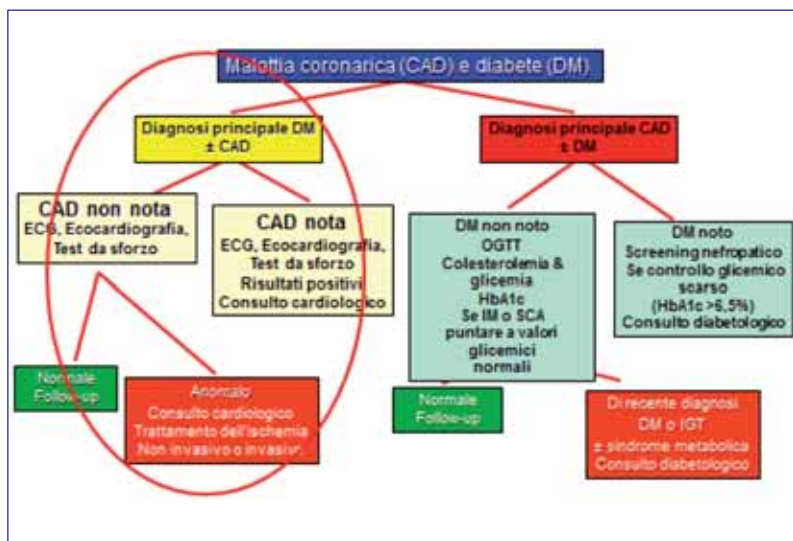 Malattia coronarica (CAD) e diabete (DM)
Diagnosi principale DM
± CAD
Diagnosi principale CAD
± DM
CAD non nota
ECG, Ecocardiografia,
Test da sforzo
CAD nota
ECG, Ecocardiografia,
Test da sforzo
Risultati positivi
Consulto cardiologico
DM non noto
OGTT
Colesterolemia &
glicemia
HbA1c
Se IM o SCA
puntare a valori
glicemici
normali
DM noto
Screening nefropatico
Se controllo glicemico
scarso
(HbA1c >6,5%)
Consulto diabetologico
Normale
Follow-up
Anomalo
Consulto cardiologico
Trattamento dell'ischemia
Non invasivo o invasivo
Normale
Follow-up
Di recente diagnosi
DM o IGT
± sindrome metabolica
Consulto diabetologico